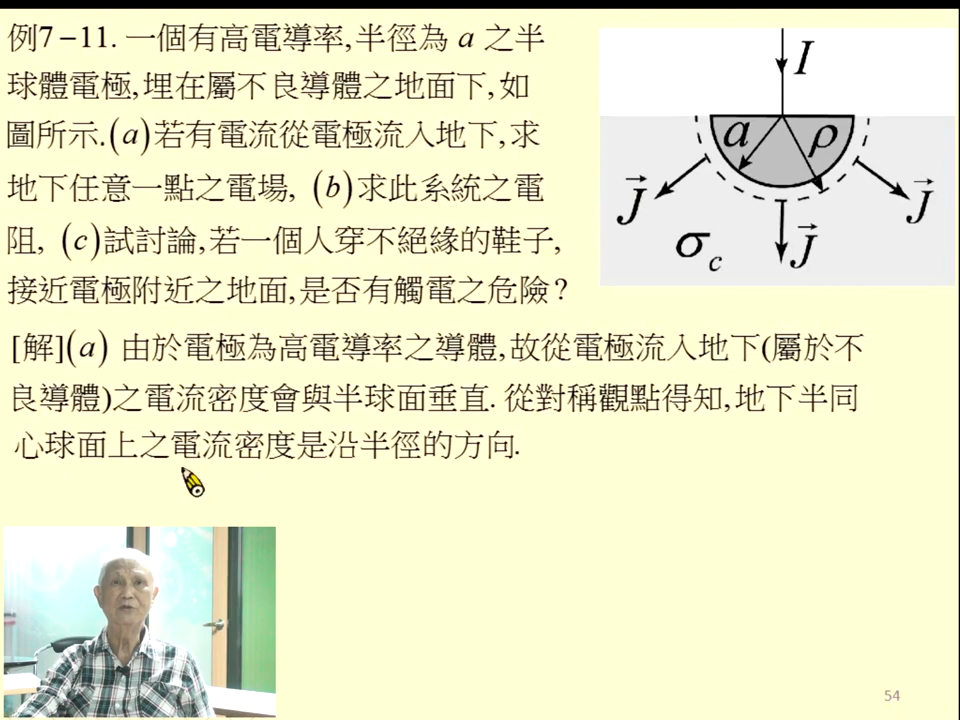 例7－11. 一個有高電導率,半徑為 a 之半
球體電極,埋在屬不良導體之地面下,如
圖所示.(a)若有電流從電極流入地下,求
地下任意一點之電場, (b)求此系統之電
阻, (c)試討論,若一個人穿不絕緣的鞋子,
接近電極附近之地面,是否有觸電之危險?
I
a ρ
J⃗ J⃗
J⃗
σc
[解](a) 由於電極為高電導率之導體,故從電極流入地下(屬於不
良導體)之電流密度會與半球面垂直. 從對稱觀點得知,地下半同
心球面上之電流密度是沿半徑的方向.
54